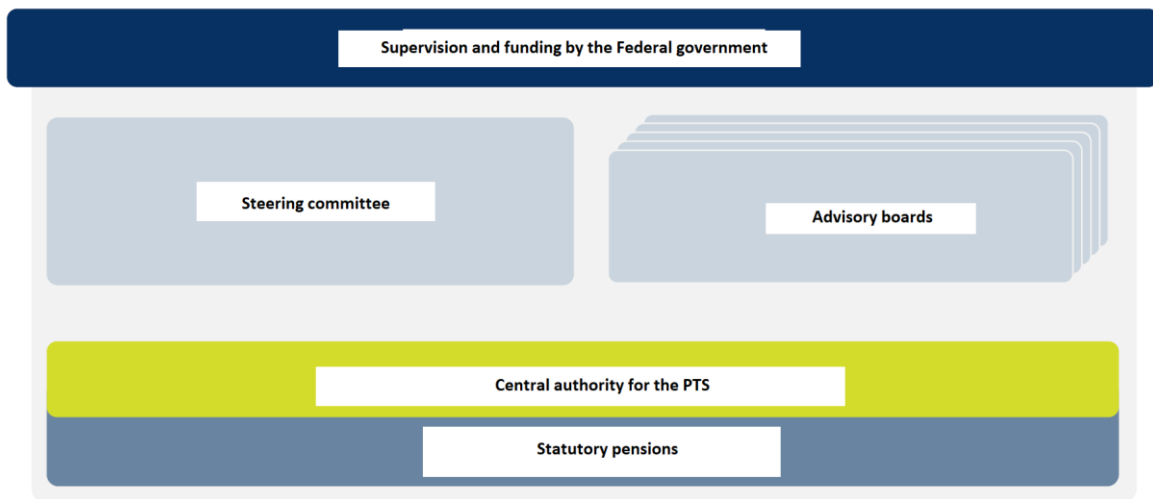 Supervision and funding by the Federal government
Steering committee
Advisory boards
Central authority for the PTS
Statutory pensions